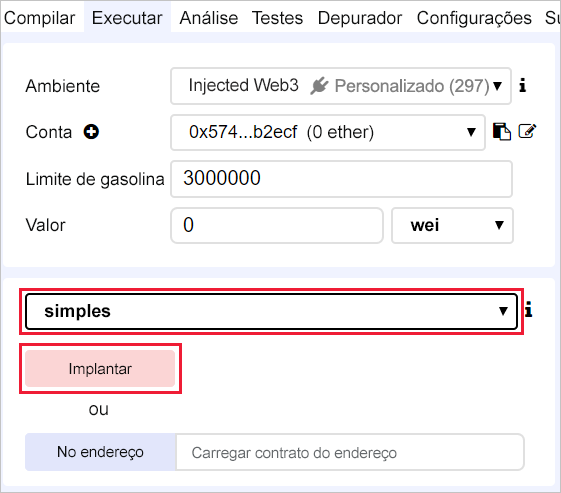 Compilar Executar Análise Testes Depurador Configurações Su
Ambiente Injected Web3 Personalizado (297)
Conta 0x574...b2ecf (0 ether)
Limite de gasolina 3000000
Valor 0 wei
simples
Implantar
ou
No endereço Carregar contrato do endereço